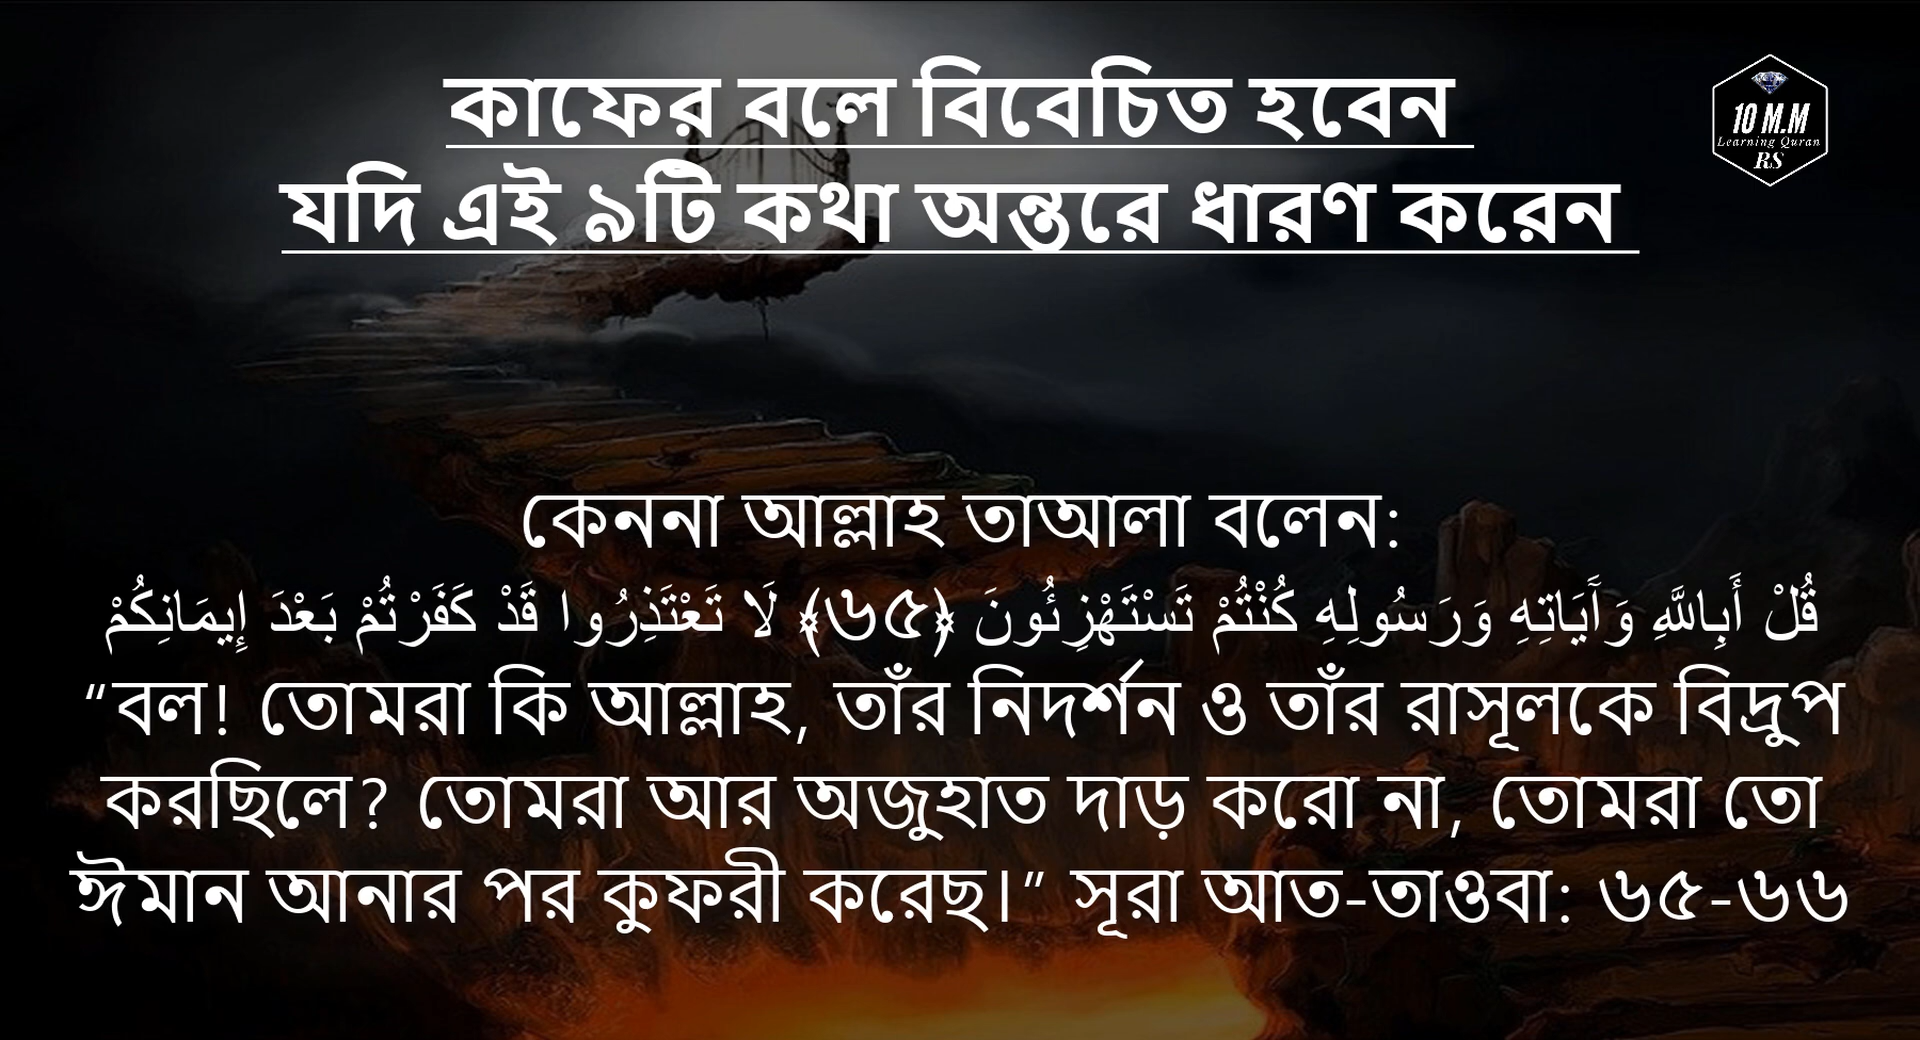 কাফের বলে বিবেচিত হবেন
যদি এই ৯টি কথা অন্তরে ধারণ করেন
10 M.M
Learning Quran
RS
কেননা আল্লাহ তাআলা বলেন:
قُلْ أَبِاللَّهِ وَآَيَاتِهِ وَرَسُولِهِ كُنْتُمْ تَسْتَهْزِئُونَ ﴿৬৫﴾ لَا تَعْتَذِرُوا قَدْ كَفَرْتُمْ بَعْدَ إِيمَانِكُمْ
“বল! তোমরা কি আল্লাহ, তাঁর নিদর্শন ও তাঁর রাসূলকে বিদ্রুপ
করছিলে? তোমরা আর অজুহাত দাড় করো না, তোমরা তো
ঈমান আনার পর কুফরী করেছ।” সূরা আত-তাওবা: ৬৫-৬৬